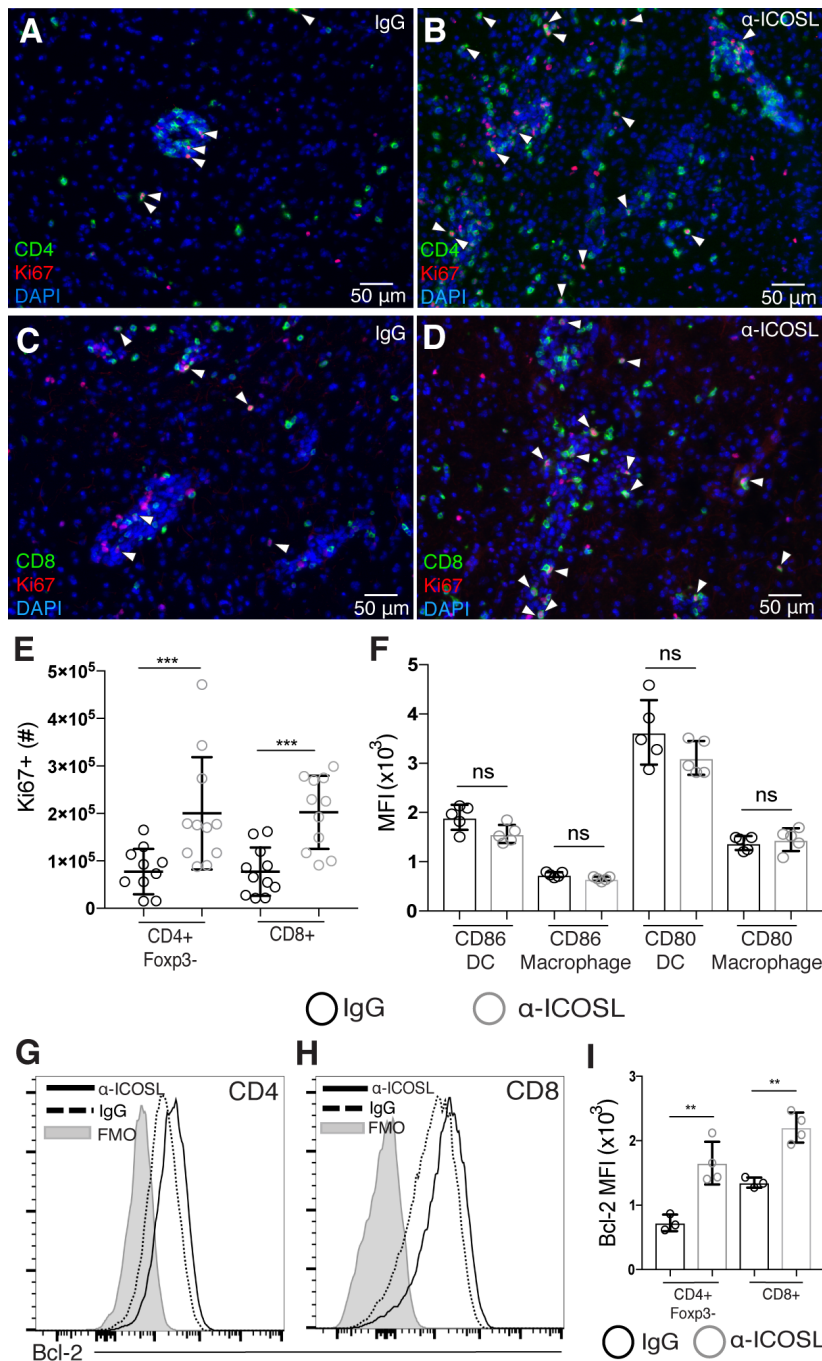 A
IgG
CD4
Ki67
DAPI
50 µm
B
α-ICOSL
CD4
Ki67
DAPI
50 µm
C
IgG
CD8
Ki67
DAPI
50 µm
D
α-ICOSL
CD8
Ki67
DAPI
50 µm
E
Ki67+ (#)
5×10⁵
4×10⁵
3×10⁵
2×10⁵
1×10⁵
0
***
***
CD4+
Foxp3-
CD8+
F
MFI (x10³)
5
4
3
2
1
0
ns
ns
ns
ns
CD86
DC
CD86
Macrophage
CD80
DC
CD80
Macrophage
IgG
α-ICOSL
G
α-ICOSL
IgG
FMO
CD4
H
α-ICOSL
IgG
FMO
CD8
Bcl-2
I
Bcl-2 MFI (x10³)
3
2
1
0
**
**
CD4+
Foxp3-
CD8+
IgG
α-ICOSL